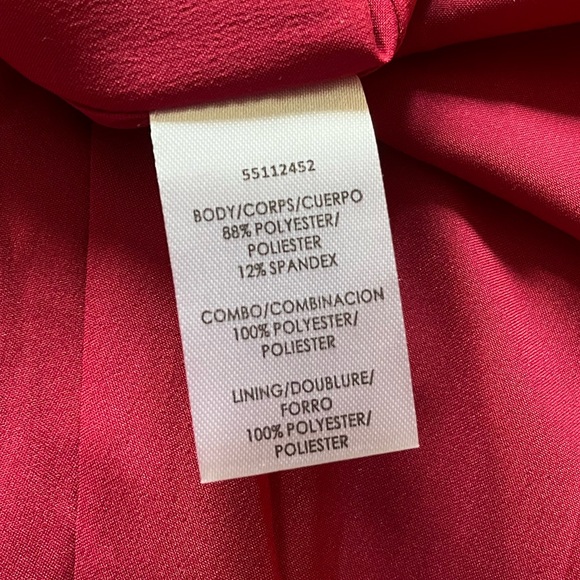 55112452
BODY/CORPS/CUERPO
88% POLYESTER/
POLIESTER
12% SPANDEX
COMBO/COMBINACION
100% POLYESTER/
POLIESTER
LINING/DOUBLURE/
FORRO
100% POLYESTER/
POLIESTER